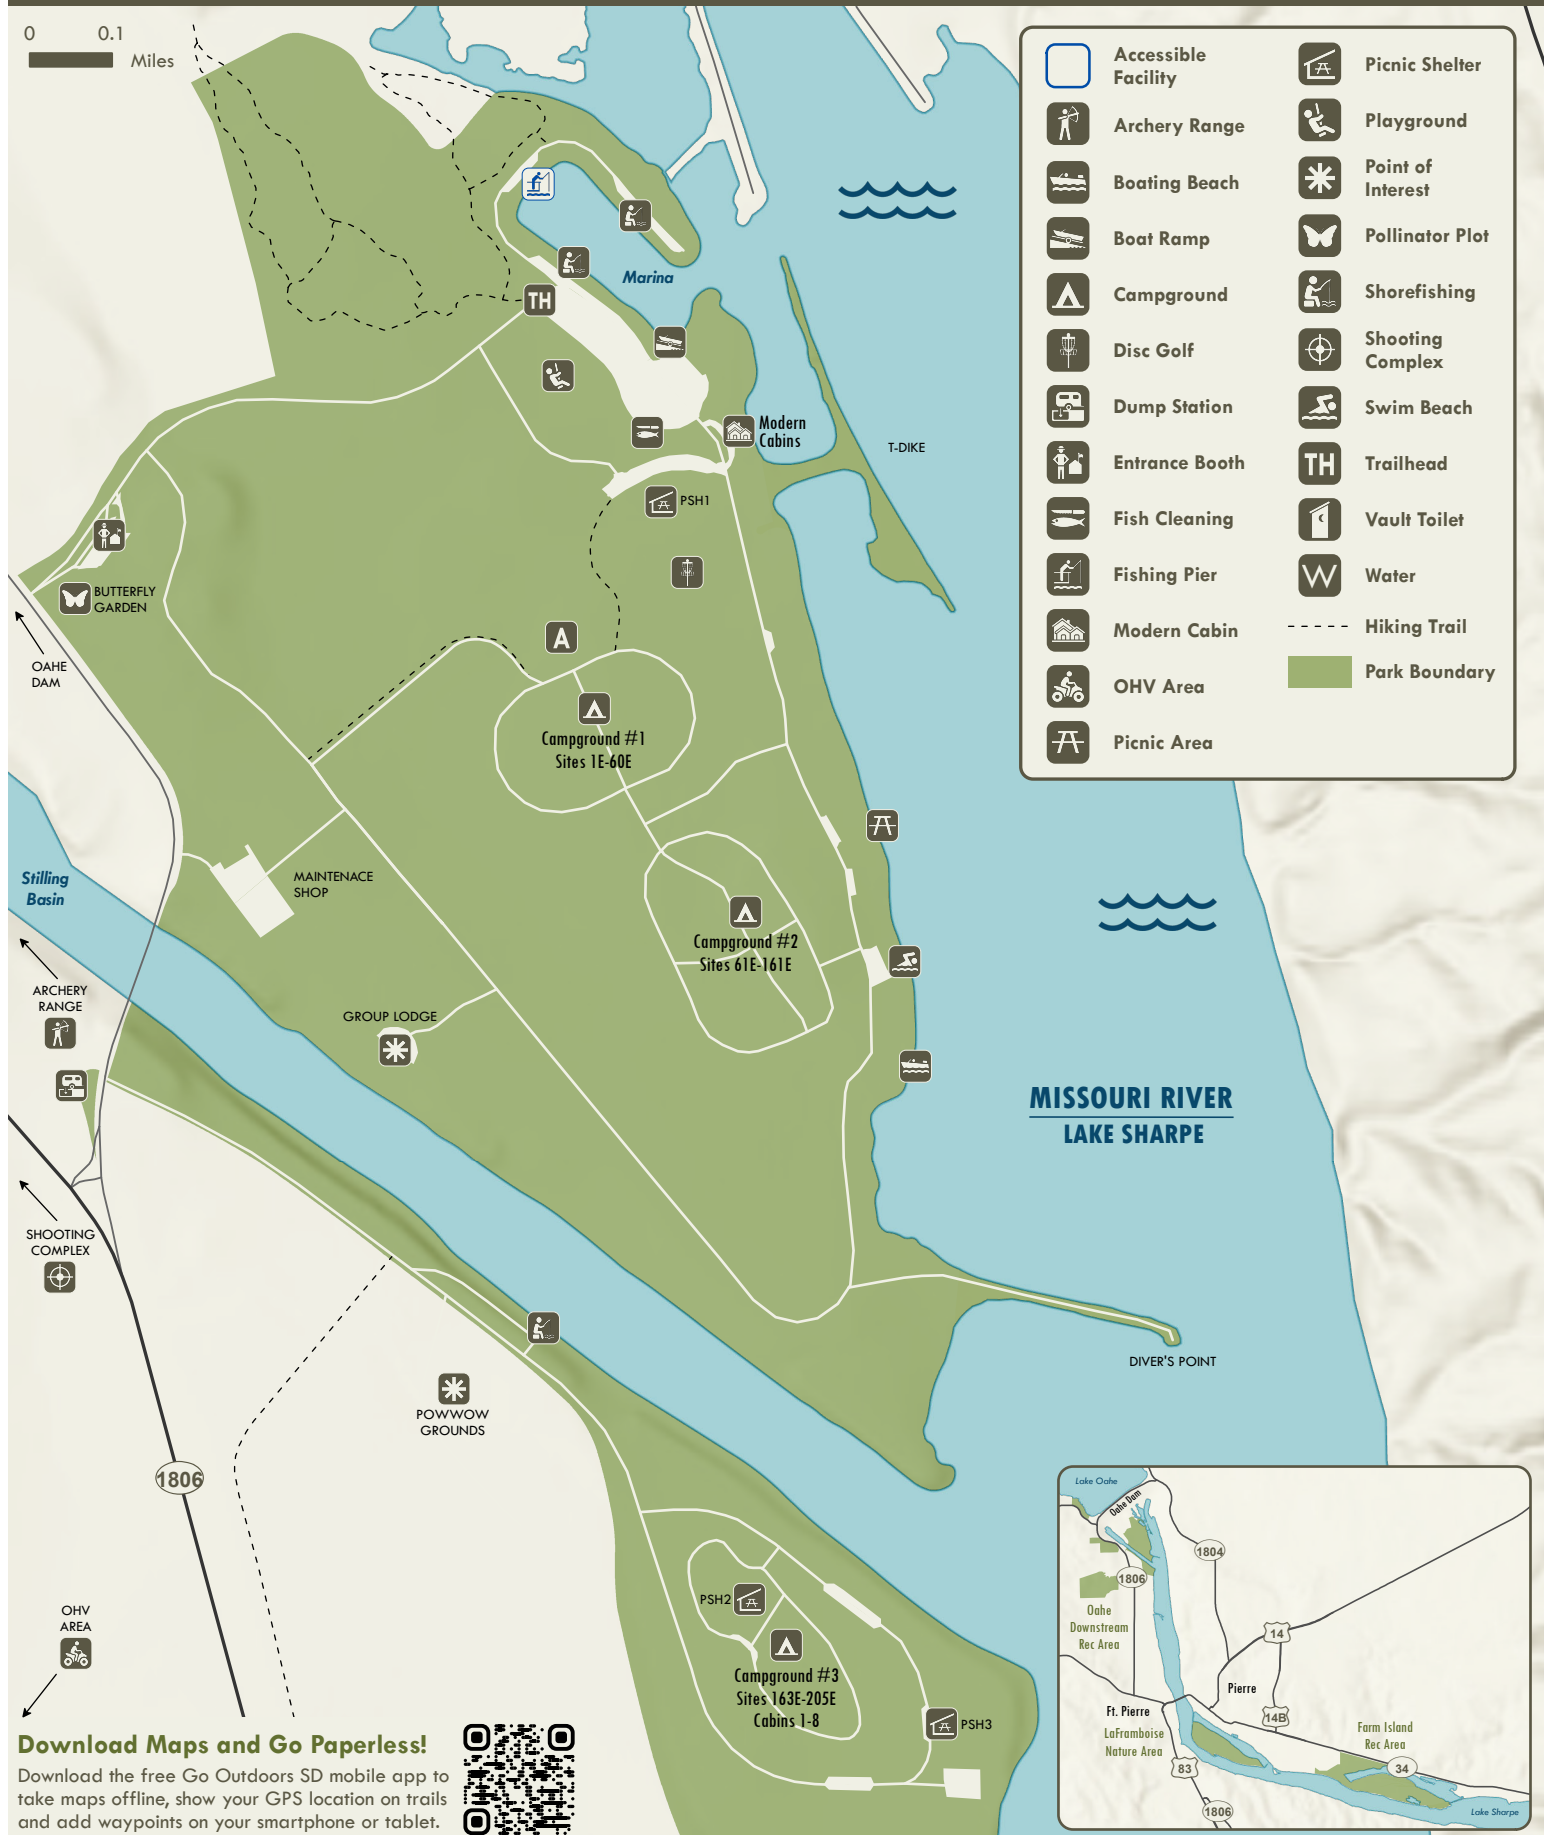 0 0.1
Miles
Accessible
Facility
Archery Range
Boating Beach
Boat Ramp
Campground
Disc Golf
Dump Station
Entrance Booth
Fish Cleaning
Fishing Pier
Modern Cabin
OHV Area
Picnic Area
Picnic Shelter
Playground
Point of
Interest
Pollinator Plot
Shorefishing
Shooting
Complex
Swim Beach
TH
Trailhead
Vault Toilet
W
Water
Hiking Trail
Park Boundary
Marina
TH
Modern
Cabins
T-DIKE
PSH1
BUTTERFLY
GARDEN
OAHE
DAM
A
Campground #1
Sites 1E-60E
Stilling
Basin
MAINTENACE
SHOP
Campground #2
Sites 61E-161E
ARCHERY
RANGE
GROUP LODGE
MISSOURI RIVER
LAKE SHARPE
SHOOTING
COMPLEX
DIVER'S POINT
POWWOW
GROUNDS
1806
OHV
AREA
PSH2
Campground #3
Sites 163E-205E
Cabins 1-8
PSH3
Download Maps and Go Paperless!
Download the free Go Outdoors SD mobile app to
take maps offline, show your GPS location on trails
and add waypoints on your smartphone or tablet.
Lake Oahe
Oahe Dam
1804
1806
Oahe
Downstream
Rec Area
14
Pierre
Ft. Pierre
14B
LaFramboise
Nature Area
Farm Island
Rec Area
83
34
1806
Lake Sharpe